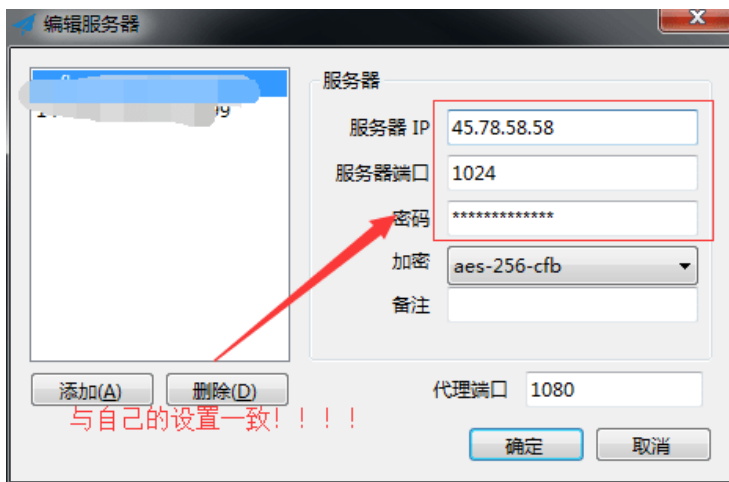 编辑服务器
服务器
服务器 IP 45.78.58.58
服务器端口 1024
密码 *************
加密 aes-256-cfb
备注
添加(A) 删除(D)
代理端口 1080
与自己的设置一致！！！！
确定 取消